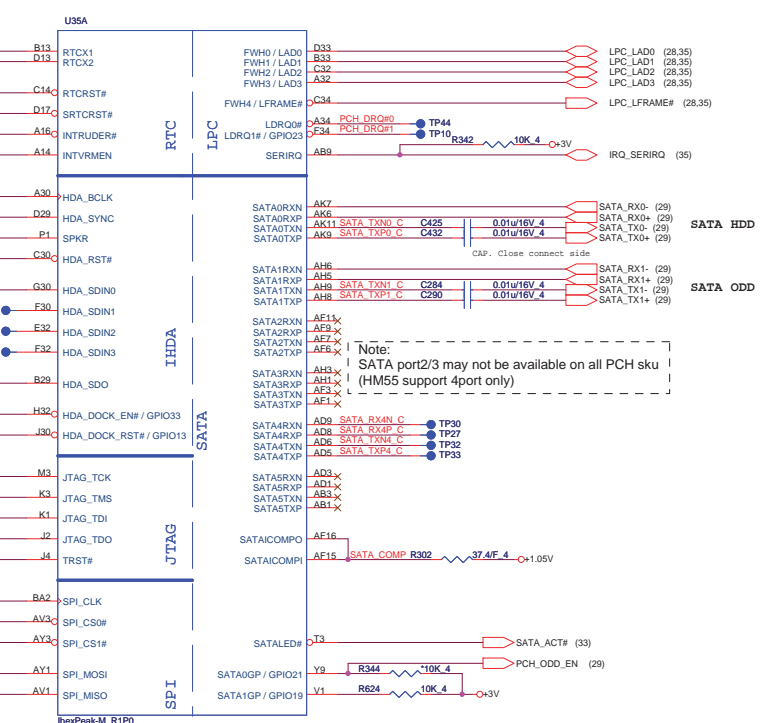 U35A
B13 RTCX1 FWH0 / LAD0 D33 LPC_LAD0 (28,35)
D13 RTCX2 FWH1 / LAD1 B33 LPC_LAD1 (28,35)
FWH2 / LAD2 C32 LPC_LAD2 (28,35)
FWH3 / LAD3 A32 LPC_LAD3 (28,35)
C14 RTCRST#
FWH4 / LFRAME# C34 LPC_LFRAME# (28,35)
D17 SRTCRST#
LDRQ0# A34 PCH_DRQ#0 TP44
A16 INTRUDER# LDRQ1# / GPIO23 F34 PCH_DRQ#1 TP10
R342 10K_4 +3V
A14 INTVRMEN SERIRQ AB9 IRQ_SERIRQ (35)
RTC LPC
A30 HDA_BCLK SATA0RXN AK7 SATA_RX0- (29)
D29 HDA_SYNC SATA0RXP AK6 SATA_RX0+ (29)
SATA0TXN AK11 SATA_TXN0_C C425 0.01u/16V_4 SATA_TX0- (29) SATA HDD
P1 SPKR SATA0TXP AK9 SATA_TXP0_C C432 0.01u/16V_4 SATA_TX0+ (29)
CAP. Close connect side
C30 HDA_RST#
SATA1RXN AH6 SATA_RX1- (29)
SATA1RXP AH5 SATA_RX1+ (29)
G30 HDA_SDIN0 SATA1TXN AH9 SATA_TXN1_C C284 0.01u/16V_4 SATA_TX1- (29) SATA ODD
SATA1TXP AH8 SATA_TXP1_C C290 0.01u/16V_4 SATA_TX1+ (29)
F30 HDA_SDIN1
SATA2RXN AF11
E32 HDA_SDIN2 SATA2RXP AF9
SATA2TXN AF7
F32 HDA_SDIN3 SATA2TXP AF6
Note:
SATA port2/3 may not be available on all PCH sku
(HM55 support 4port only)
IHDA
SATA3RXN AH3
B29 HDA_SDO SATA3RXP AH1
SATA3TXN AF3
SATA3TXP AF1
H32 HDA_DOCK_EN# / GPIO33
SATA4RXN AD9 SATA_RX4N_C TP30
J30 HDA_DOCK_RST# / GPIO13 SATA4RXP AD8 SATA_RX4P_C TP27
SATA4TXN AD6 SATA_TXN4_C TP32
SATA4TXP AD5 SATA_TXP4_C TP33
SATA
M3 JTAG_TCK SATA5RXN AD3
SATA5RXP AD1
K3 JTAG_TMS SATA5TXN AB3
SATA5TXP AB1
K1 JTAG_TDI
J2 JTAG_TDO SATAICOMPO AF16
J4 TRST# SATAICOMPI AF15 SATA_COMP R302 37.4/F_4 +1.05V
JTAG
BA2 SPI_CLK
AV3 SPI_CS0#
AY3 SPI_CS1# SATALED# T3 SATA_ACT# (33)
PCH_ODD_EN (29)
AY1 SPI_MOSI SATA0GP / GPIO21 Y9 R344 *10K_4
AV1 SPI_MISO SATA1GP / GPIO19 V1 R624 10K_4 +3V
SPI
IbexPeak-M_R1P0